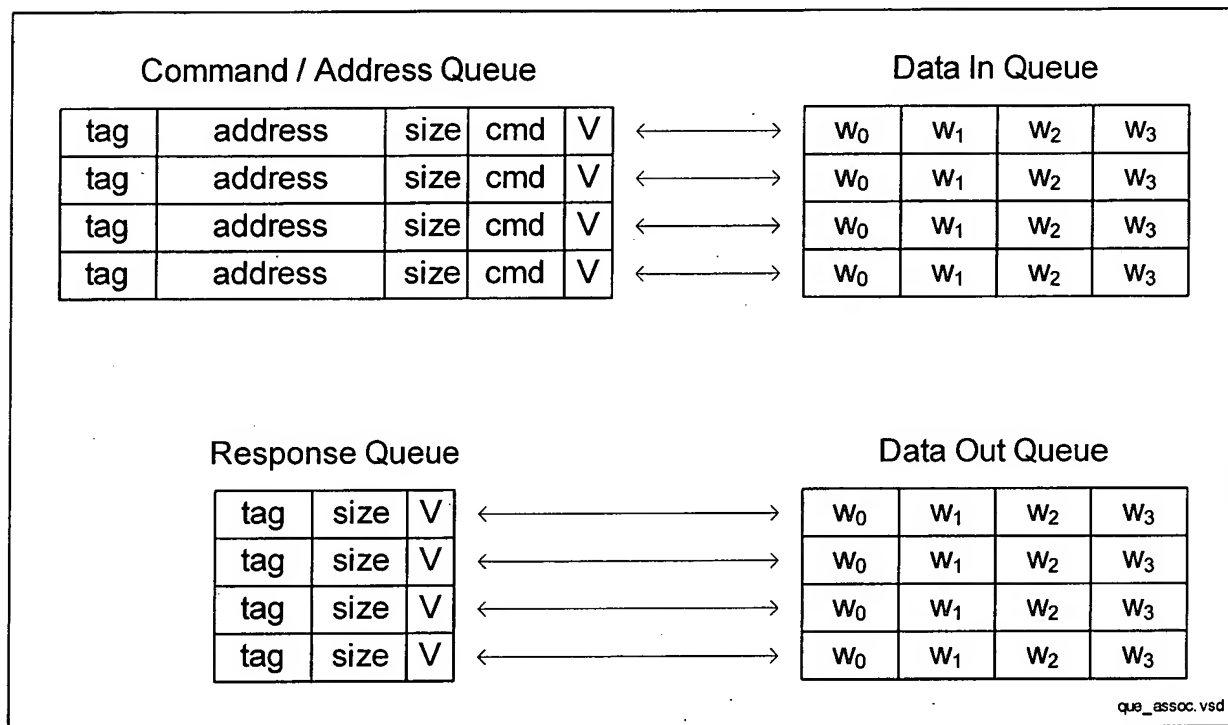 Command / Address Queue Data In Queue
tag address size cmd V W₀ W₁ W₂ W₃
tag address size cmd V W₀ W₁ W₂ W₃
tag address size cmd V W₀ W₁ W₂ W₃
tag address size cmd V W₀ W₁ W₂ W₃
Response Queue Data Out Queue
tag size V W₀ W₁ W₂ W₃
tag size V W₀ W₁ W₂ W₃
tag size V W₀ W₁ W₂ W₃
tag size V W₀ W₁ W₂ W₃
que_assoc.vsd